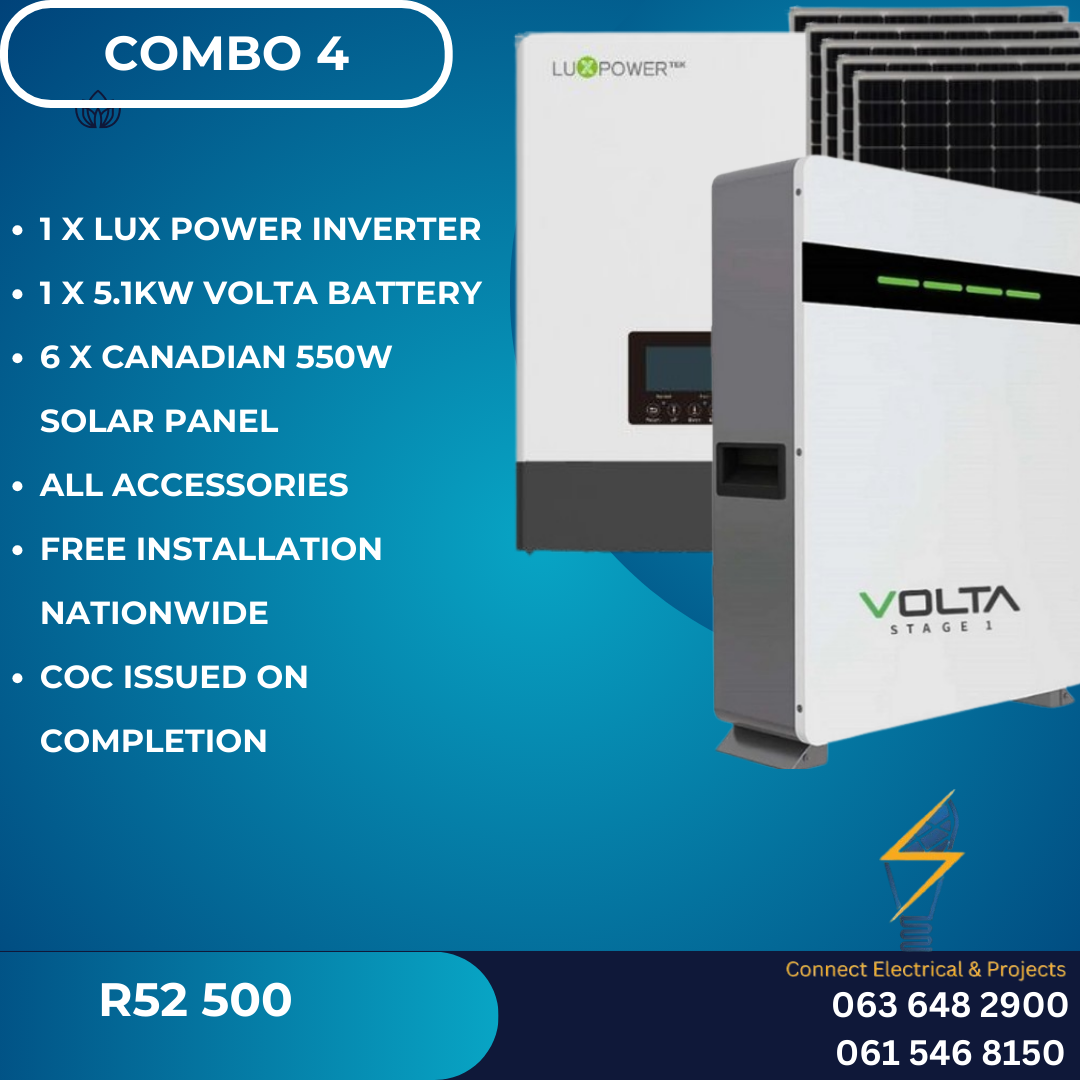 COMBO 4
LUXPOWERTEK
• 1 X LUX POWER INVERTER
• 1 X 5.1KW VOLTA BATTERY
• 6 X CANADIAN 550W
SOLAR PANEL
• ALL ACCESSORIES
• FREE INSTALLATION
NATIONWIDE
• COC ISSUED ON
COMPLETION
VOLTA
STAGE 1
R52 500
Connect Electrical & Projects
063 648 2900
061 546 8150